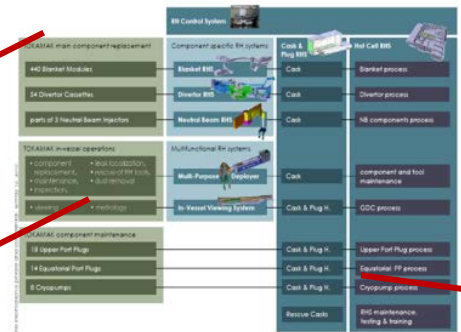 RH Control System
TOKAMAK main component replacement
Component specific RH systems
Cask &
Plug RHS
Hot Cell RHS
440 Blanket Modules
Blanket RHS
Cask
Blanket process
54 Divertor Cassettes
Divertor RHS
Cask
Divertor process
parts of 3 Neutral Beam Injectors
Neutral Beam RHS
Cask
NB components process
TOKAMAK in-vessel operations
Multifunctional RH systems
• component
replacement,
• maintenance,
• inspection,
• leak localization,
• rescue of RH tools,
• dust removal
Multi-Purpose Deployer
Cask
component and tool
maintenance
• viewing
• metrology
In-Vessel Viewing System
Cask & Plug H.
GDC process
TOKAMAK component maintenance
18 Upper Port Plugs
Cask & Plug H.
Upper Port Plug process
14 Equatorial Port Plugs
Cask & Plug H.
Equatorial PP process
8 Cryopumps
Cask & Plug H.
Cryopump process
Rescue Casks
RHS maintenance,
testing & training